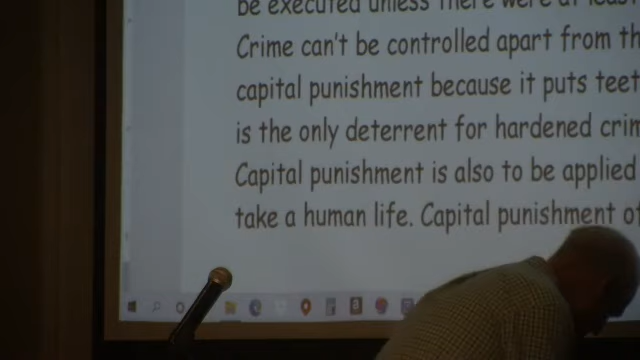 be executed unless there were at least
Crime can't be controlled apart from th
capital punishment because it puts teet
is the only deterrent for hardened crim
Capital punishment is also to be applied
take a human life. Capital punishment of